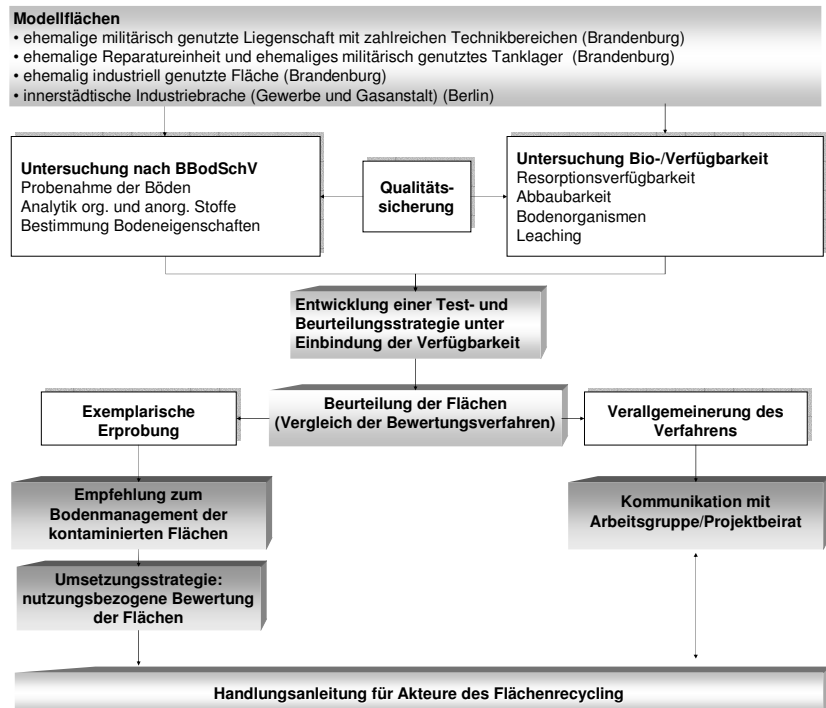 Modellflächen
• ehemalige militärisch genutzte Liegenschaft mit zahlreichen Technikbereichen (Brandenburg)
• ehemalige Reparatureinheit und ehemaliges militärisch genutztes Tanklager (Brandenburg)
• ehemalig industriell genutzte Fläche (Brandenburg)
• innerstädtische Industriebrache (Gewerbe und Gasanstalt) (Berlin)
Untersuchung nach BBodSchV
Probenahme der Böden
Analytik org. und anorg. Stoffe
Bestimmung Bodeneigenschaften
Qualitäts-
sicherung
Untersuchung Bio-/Verfügbarkeit
Resorptionsverfügbarkeit
Abbaubarkeit
Bodenorganismen
Leaching
Entwicklung einer Test- und
Beurteilungsstrategie unter
Einbindung der Verfügbarkeit
Beurteilung der Flächen
(Vergleich der Bewertungsverfahren)
Exemplarische
Erprobung
Verallgemeinerung des
Verfahrens
Empfehlung zum
Bodenmanagement der
kontaminierten Flächen
Kommunikation mit
Arbeitsgruppe/Projektbeirat
Umsetzungsstrategie:
nutzungsbezogene Bewertung
der Flächen
Handlungsanleitung für Akteure des Flächenrecycling